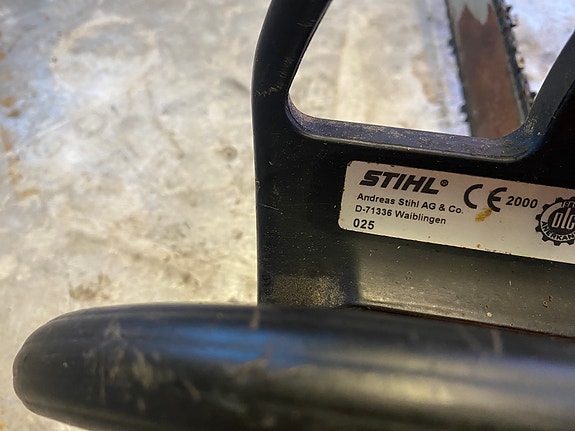 STIHL® CE 2000
Andreas Stihl AG & Co.
D-71336 Waiblingen
025